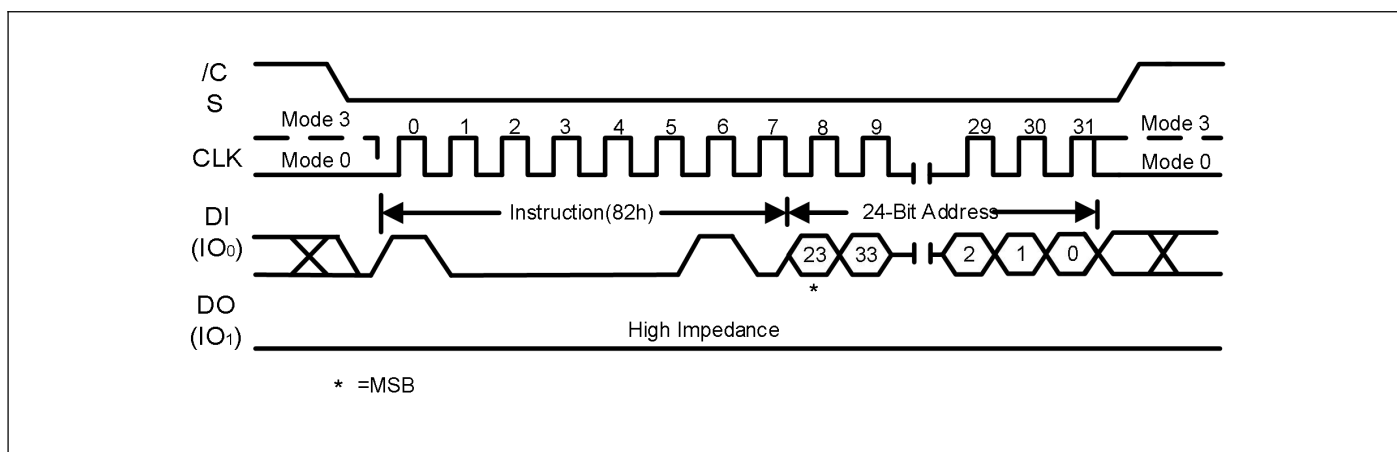 /C
S
Mode 3
0 1 2 3 4 5 6 7 8 9 29 30 31
Mode 3
CLK
Mode 0
Mode 0
DI
(IO0)
Instruction(82h)
24-Bit Address
23 33 2 1 0
*
DO
(IO1)
High Impedance
* =MSB